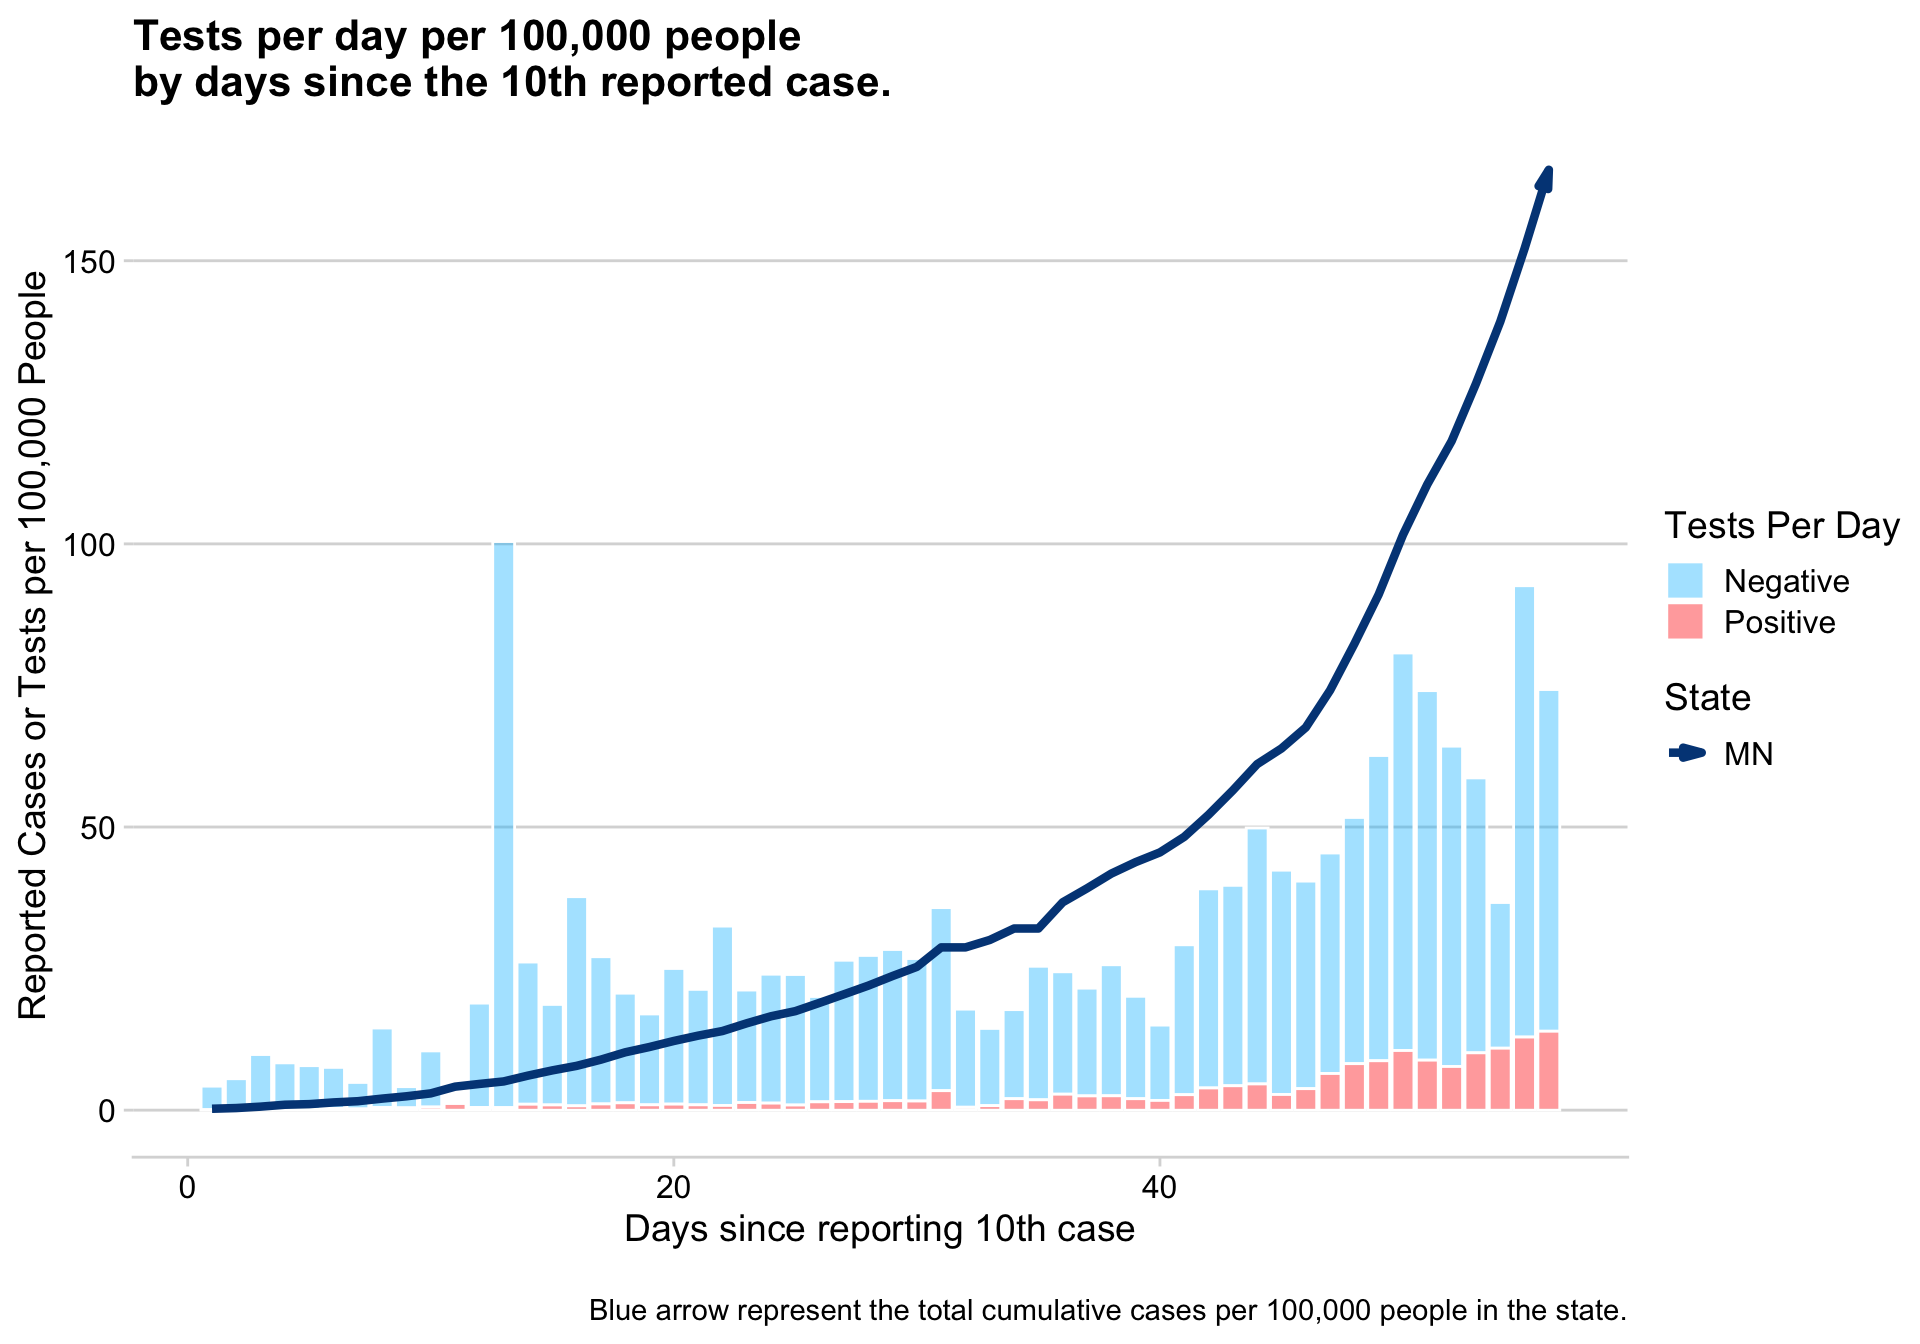 Tests per day per 100,000 people
by days since the 10th reported case.
Reported Cases or Tests per 100,000 People
150
100
50
0
0
20
40
Days since reporting 10th case
Tests Per Day
Negative
Positive
State
MN
Blue arrow represent the total cumulative cases per 100,000 people in the state.